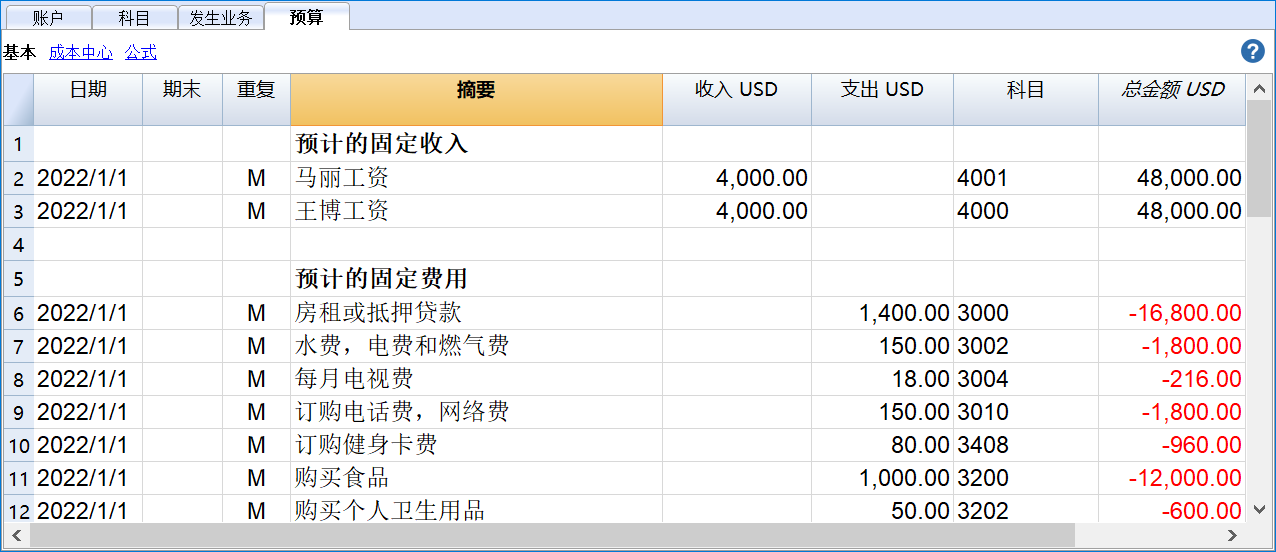 账户 科目 发生业务 预算
基本 成本中心 公式 ?
日期 期末 重复 摘要 收入 USD 支出 USD 科目 总金额 USD
1 预计的固定收入
2 2022/1/1 M 马丽工资 4,000.00 4001 48,000.00
3 2022/1/1 M 王博工资 4,000.00 4000 48,000.00
4
5 预计的固定费用
6 2022/1/1 M 房租或抵押贷款 1,400.00 3000 -16,800.00
7 2022/1/1 M 水费，电费和燃气费 150.00 3002 -1,800.00
8 2022/1/1 M 每月电视费 18.00 3004 -216.00
9 2022/1/1 M 订购电话费，网络费 150.00 3010 -1,800.00
10 2022/1/1 M 订购健身卡费 80.00 3408 -960.00
11 2022/1/1 M 购买食品 1,000.00 3200 -12,000.00
12 2022/1/1 M 购买个人卫生用品 50.00 3202 -600.00